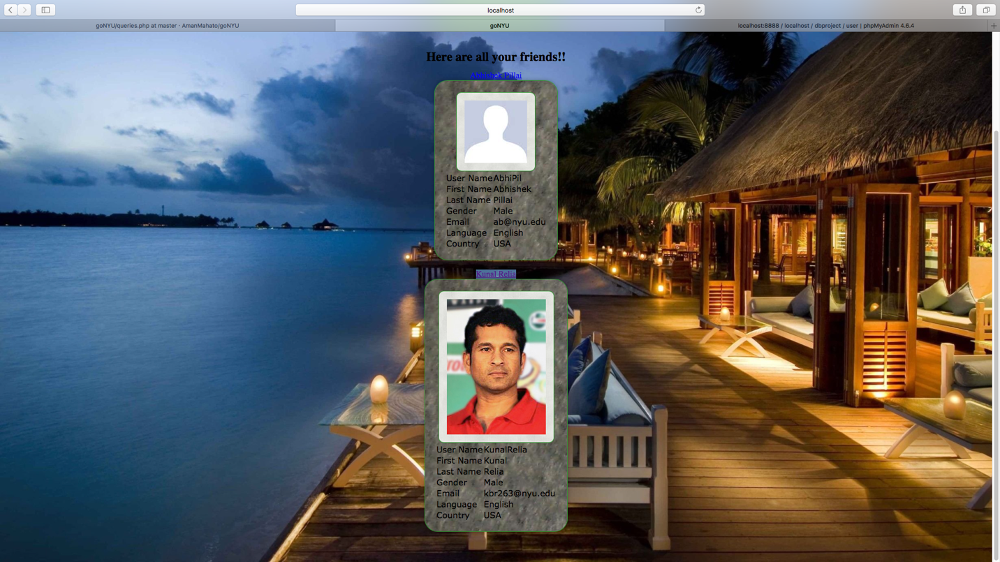 localhost
goNYU/queries.php at master · AmanMahato/goNYU
goNYU
localhost:8888 / localhost / dbproject / user | phpMyAdmin 4.6.4
Here are all your friends!!
Abhishek Pillai
User Name AbhiPil
First Name Abhishek
Last Name Pillai
Gender Male
Email ab@nyu.edu
Language English
Country USA
Kunal Relia
User Name KunalRelia
First Name Kunal
Last Name Relia
Gender Male
Email kbr263@nyu.edu
Language English
Country USA